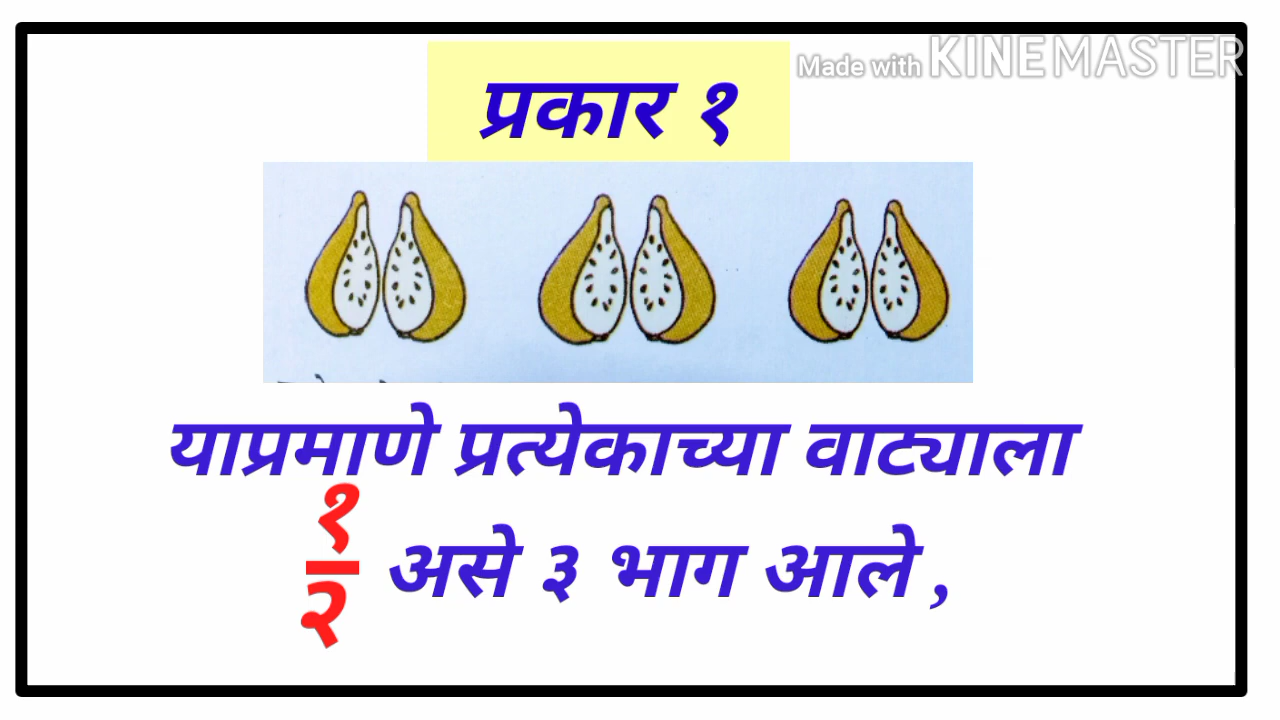 Made with KINEMASTER
प्रकार १
याप्रमाणे प्रत्येकाच्या वाट्याला
१
२ असे ३ भाग आले ,